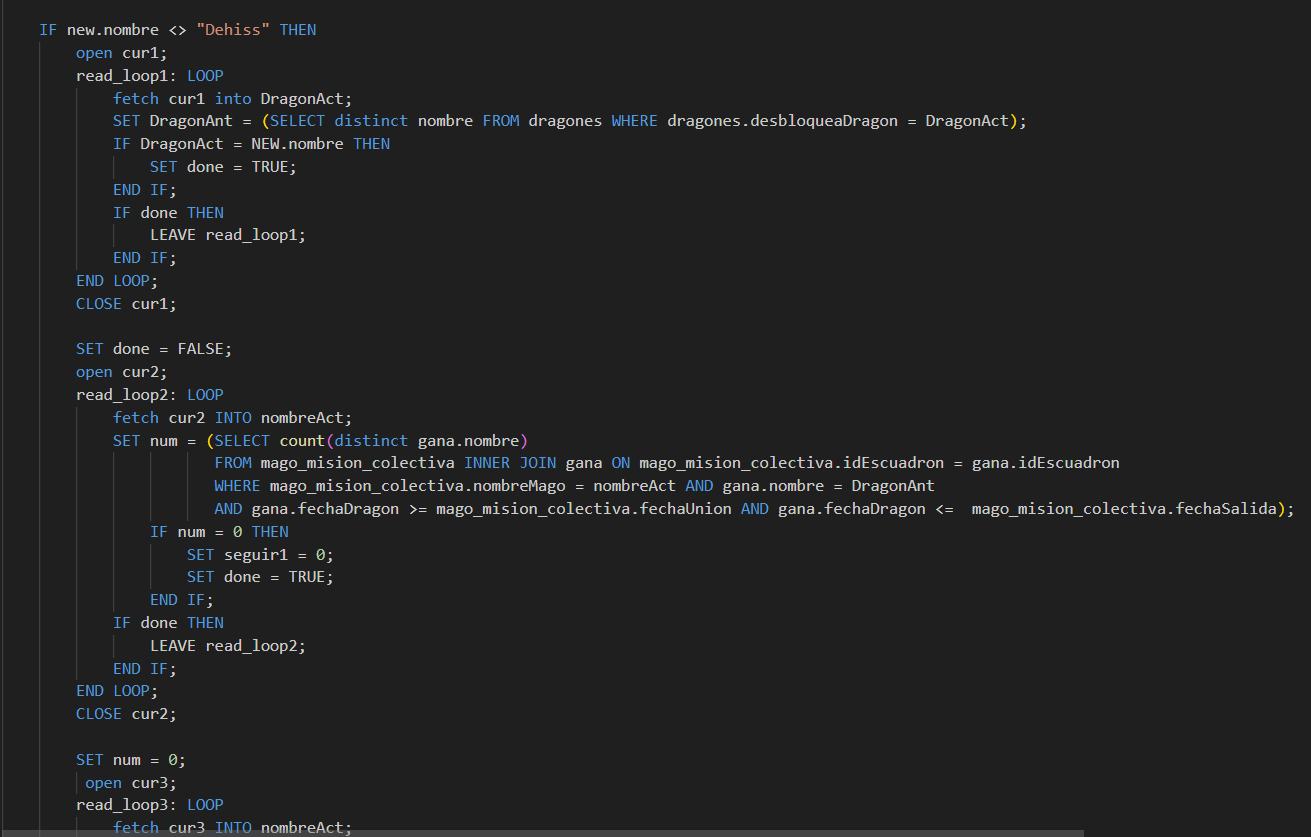 IF new.nombre <> "Dehiss" THEN
open cur1;
read_loop1: LOOP
fetch cur1 into DragonAct;
SET DragonAnt = (SELECT distinct nombre FROM dragones WHERE dragones.desbloqueaDragon = DragonAct);
IF DragonAct = NEW.nombre THEN
SET done = TRUE;
END IF;
IF done THEN
LEAVE read_loop1;
END IF;
END LOOP;
CLOSE cur1;
SET done = FALSE;
open cur2;
read_loop2: LOOP
fetch cur2 INTO nombreAct;
SET num = (SELECT count(distinct gana.nombre)
FROM mago_mision_colectiva INNER JOIN gana ON mago_mision_colectiva.idEscuadron = gana.idEscuadron
WHERE mago_mision_colectiva.nombreMago = nombreAct AND gana.nombre = DragonAnt
AND gana.fechaDragon >= mago_mision_colectiva.fechaUnion AND gana.fechaDragon <=  mago_mision_colectiva.fechaSalida);
IF num = 0 THEN
SET seguir1 = 0;
SET done = TRUE;
END IF;
IF done THEN
LEAVE read_loop2;
END IF;
END LOOP;
CLOSE cur2;
SET num = 0;
open cur3;
read_loop3: LOOP
fetch cur3 INTO nombreAct;